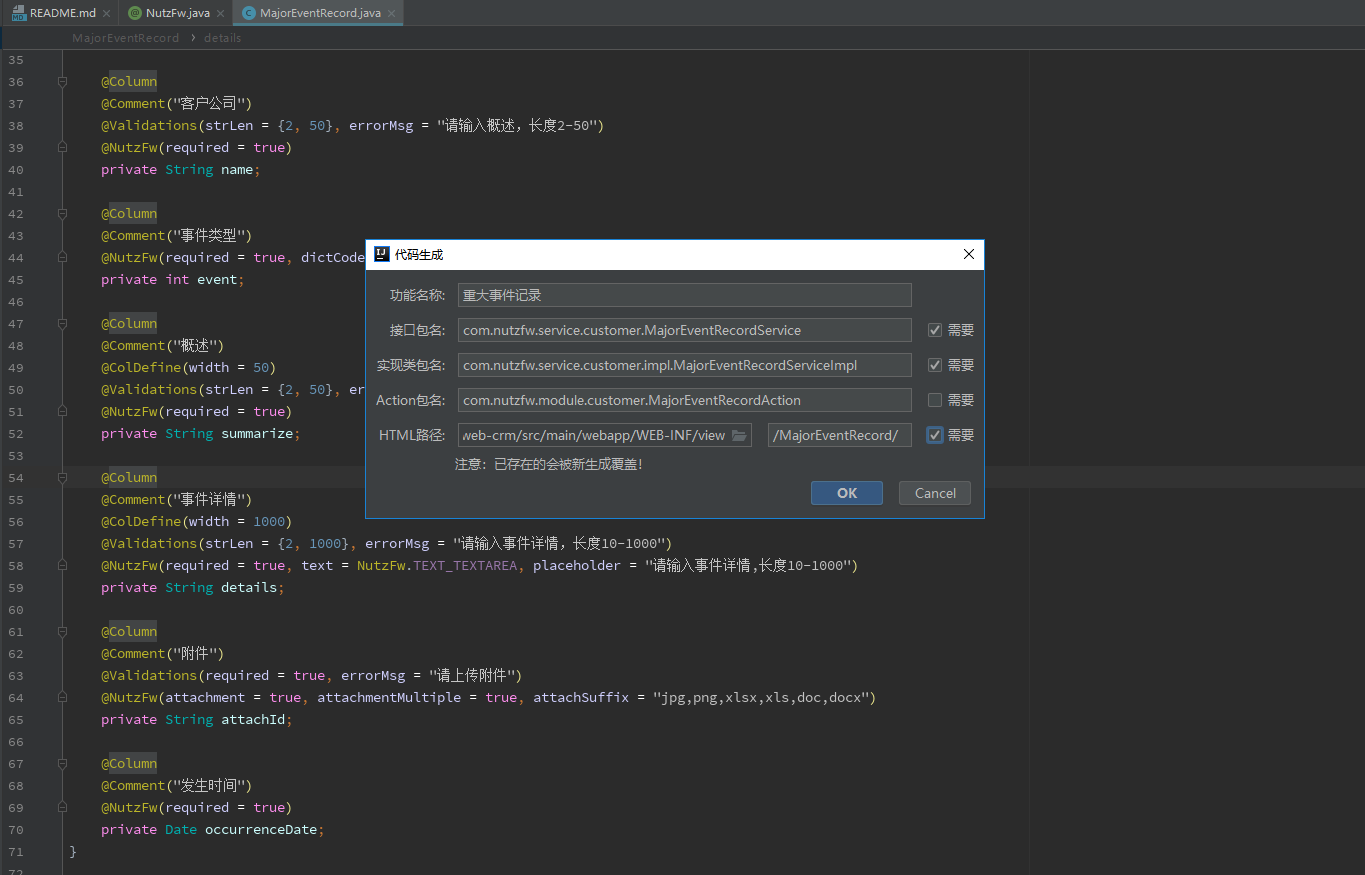 README.md NutzFw.java MajorEventRecord.java
MajorEventRecord › details
35
36 @Column
37 @Comment("客户公司")
38 @Validations(strLen = {2, 50}, errorMsg = "请输入概述，长度2-50")
39 @NutzFw(required = true)
40 private String name;
41
42 @Column
43 @Comment("事件类型")
44 @NutzFw(required = true, dictCode
45 private int event;
46
47 @Column
48 @Comment("概述")
49 @ColDefine(width = 50)
50 @Validations(strLen = {2, 50}, er
51 @NutzFw(required = true)
52 private String summarize;
53
54 @Column
55 @Comment("事件详情")
56 @ColDefine(width = 1000)
57 @Validations(strLen = {2, 1000}, errorMsg = "请输入事件详情，长度10-1000")
58 @NutzFw(required = true, text = NutzFw.TEXT_TEXTAREA, placeholder = "请输入事件详情,长度10-1000")
59 private String details;
60
61 @Column
62 @Comment("附件")
63 @Validations(required = true, errorMsg = "请上传附件")
64 @NutzFw(attachment = true, attachmentMultiple = true, attachSuffix = "jpg,png,xlsx,xls,doc,docx")
65 private String attachId;
66
67 @Column
68 @Comment("发生时间")
69 @NutzFw(required = true)
70 private Date occurrenceDate;
71 }
72
代码生成
功能名称: 重大事件记录
接口包名: com.nutzfw.service.customer.MajorEventRecordService 需要
实现类包名: com.nutzfw.service.customer.impl.MajorEventRecordServiceImpl 需要
Action包名: com.nutzfw.module.customer.MajorEventRecordAction 需要
HTML路径: web-crm/src/main/webapp/WEB-INF/view /MajorEventRecord/ 需要
注意：已存在的会被新生成覆盖!
OK Cancel